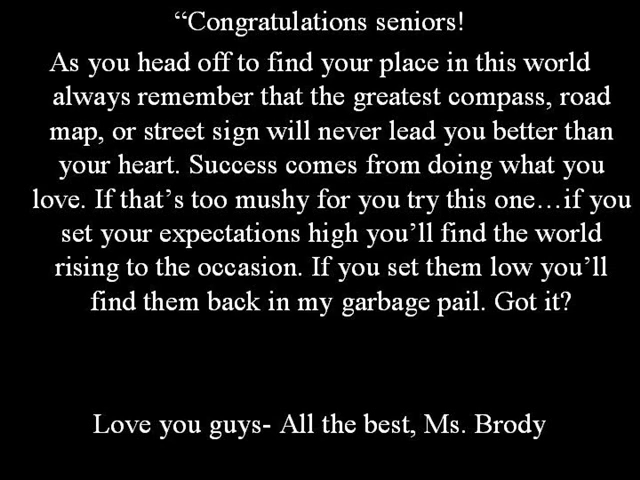 “Congratulations seniors!
As you head off to find your place in this world
always remember that the greatest compass, road
map, or street sign will never lead you better than
your heart. Success comes from doing what you
love. If that’s too mushy for you try this one…if you
set your expectations high you’ll find the world
rising to the occasion. If you set them low you’ll
find them back in my garbage pail. Got it?
Love you guys- All the best, Ms. Brody